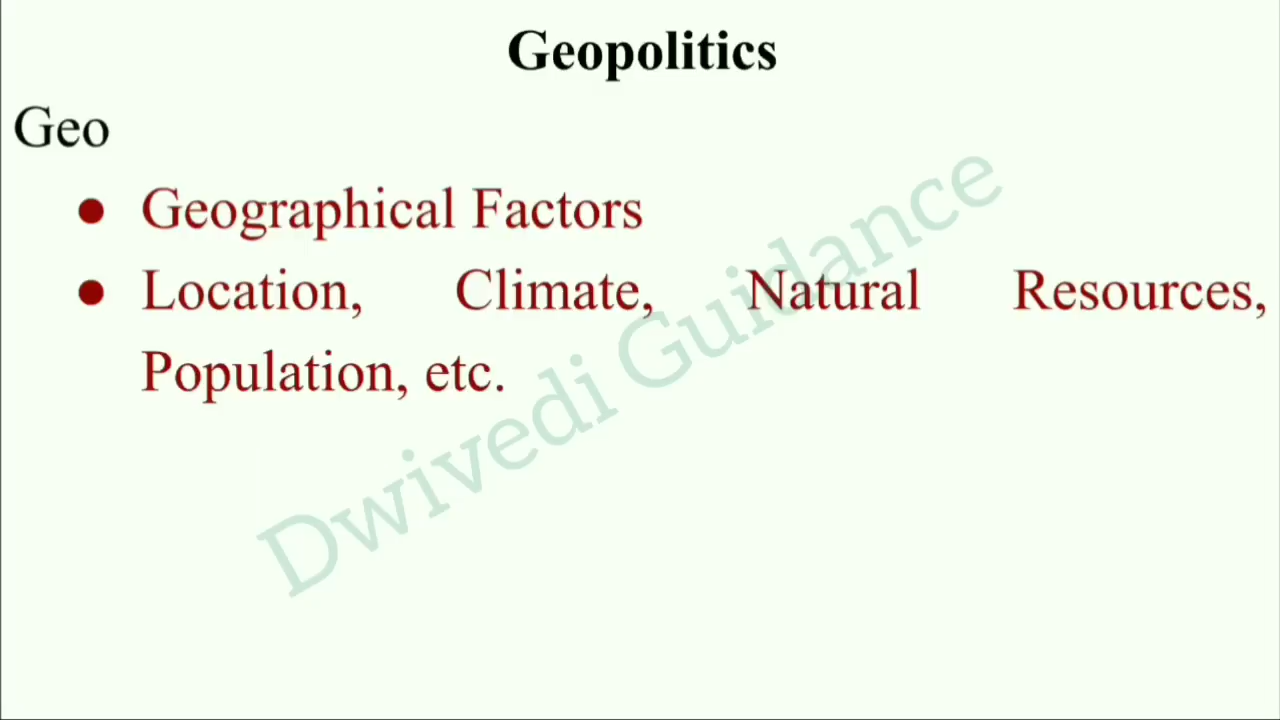 Geopolitics
Geo
● Geographical Factors
● Location, Climate, Natural Resources,
Population, etc.
Dwivedi Guidance